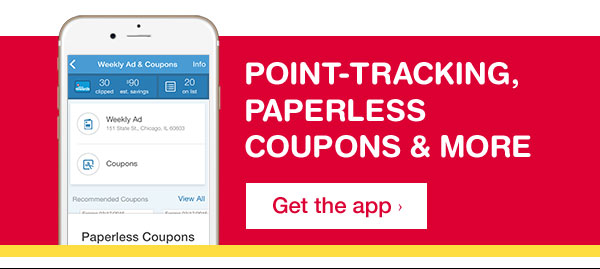 Weekly Ad & Coupons Info
30 $90 20
clipped est. savings on list
Weekly Ad
151 State St., Chicago, IL 60603
Coupons
Recommended Coupons View All
Paperless Coupons
POINT-TRACKING,
PAPERLESS
COUPONS & MORE
Get the app ›